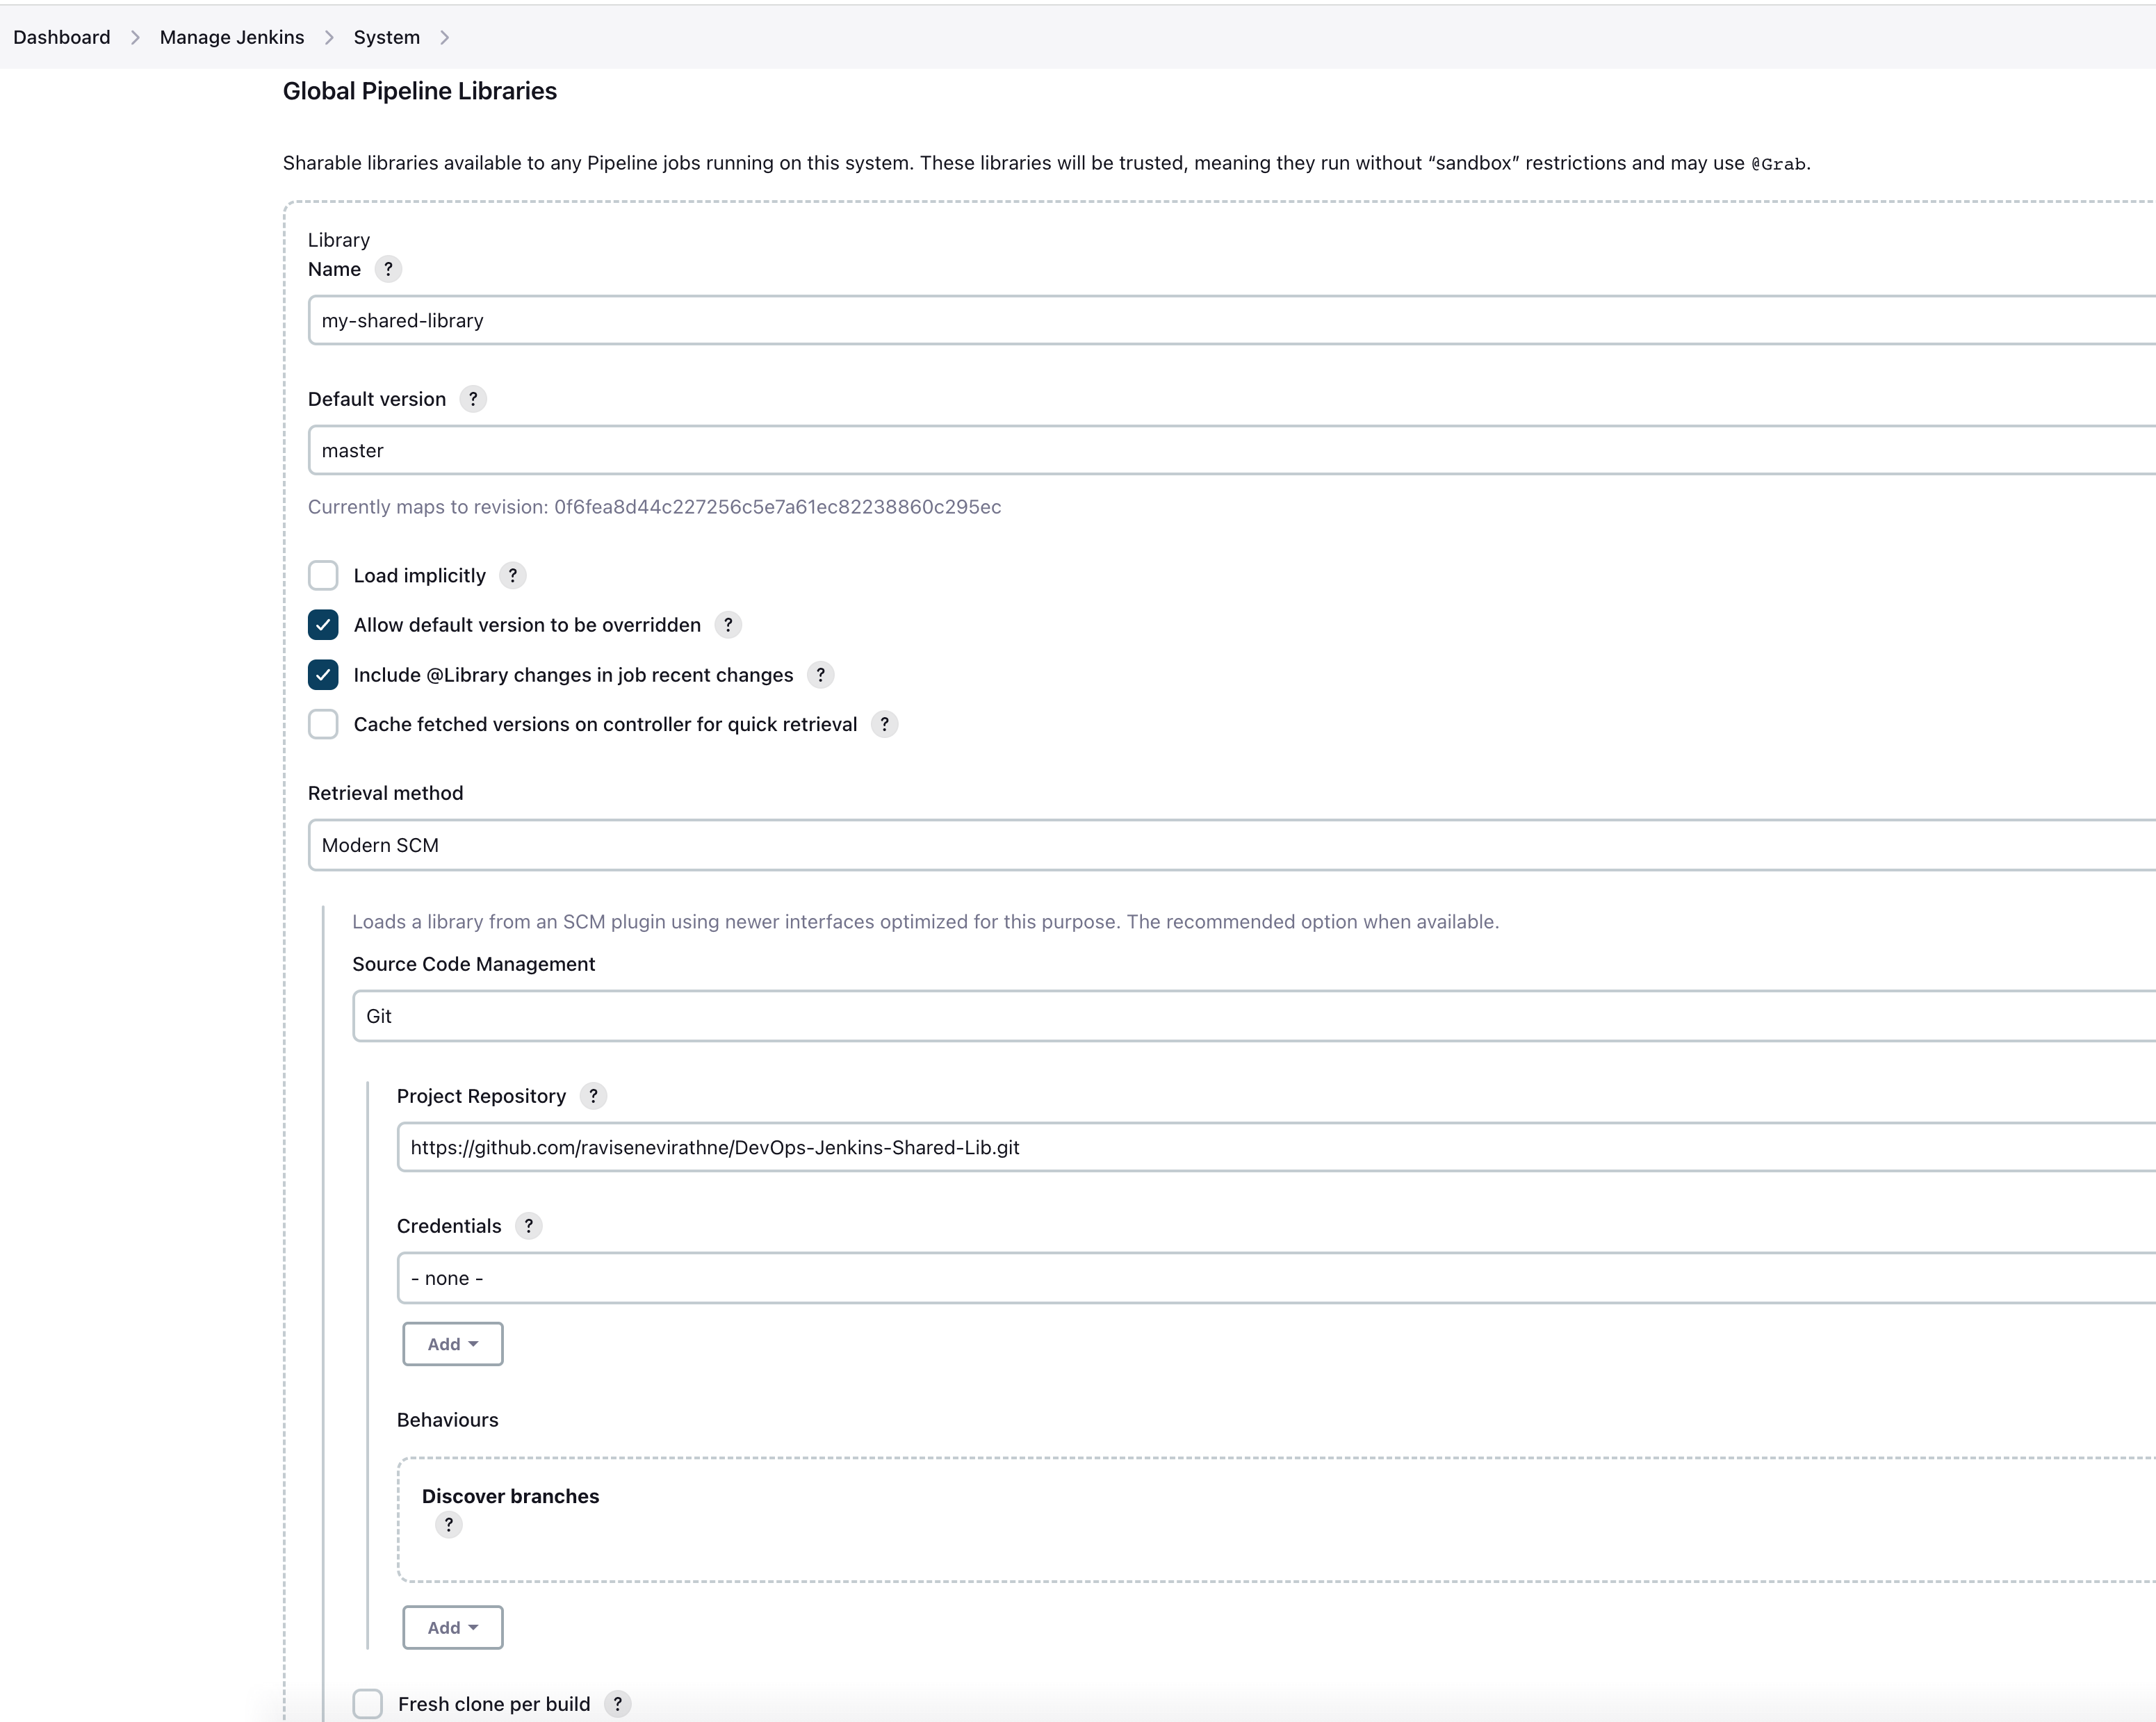 Dashboard > Manage Jenkins > System >
Global Pipeline Libraries
Sharable libraries available to any Pipeline jobs running on this system. These libraries will be trusted, meaning they run without “sandbox” restrictions and may use @Grab.
Library
Name ?
my-shared-library
Default version ?
master
Currently maps to revision: 0f6fea8d44c227256c5e7a61ec82238860c295ec
Load implicitly ?
Allow default version to be overridden ?
Include @Library changes in job recent changes ?
Cache fetched versions on controller for quick retrieval ?
Retrieval method
Modern SCM
Loads a library from an SCM plugin using newer interfaces optimized for this purpose. The recommended option when available.
Source Code Management
Git
Project Repository ?
https://github.com/ravisenevirathne/DevOps-Jenkins-Shared-Lib.git
Credentials ?
- none -
Add
Behaviours
Discover branches
?
Add
Fresh clone per build ?